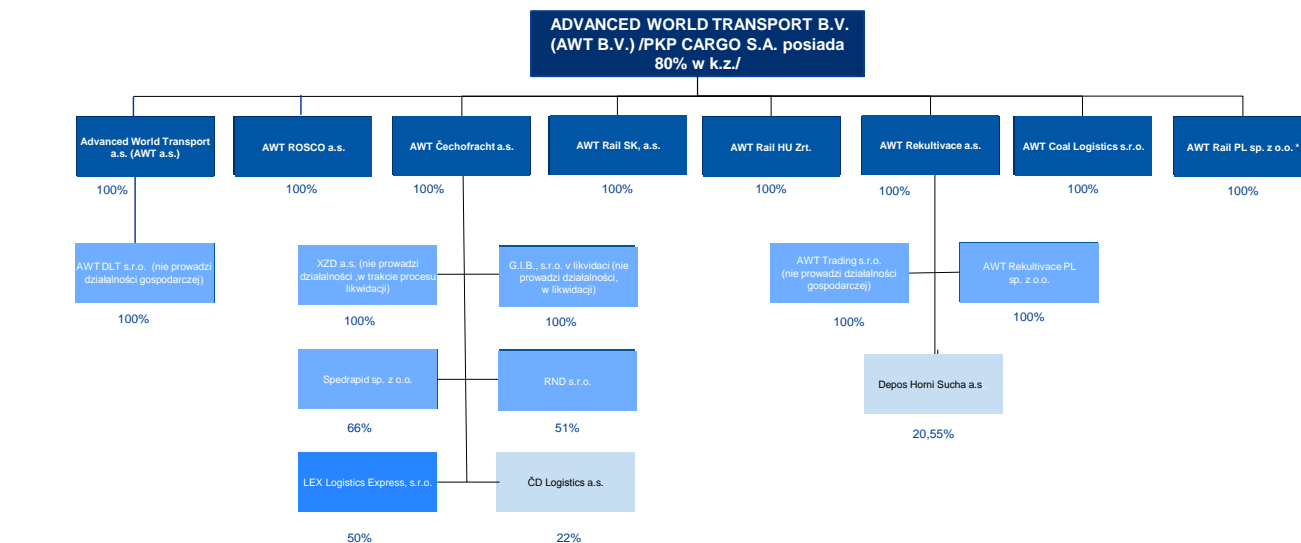 ADVANCED WORLD TRANSPORT B.V.
(AWT B.V.) /PKP CARGO S.A. posiada
80% w k.z./
Advanced World Transport
a.s. (AWT a.s.)
AWT ROSCO a.s.
AWT Čechofracht a.s.
AWT Rail SK, a.s.
AWT Rail HU Zrt.
AWT Rekultivace a.s.
AWT Coal Logistics s.r.o.
AWT Rail PL sp. z o.o. *
100%
100%
100%
100%
100%
100%
100%
100%
AWT DLT s.r.o. (nie prowadzi
działalności gospodarczej)
100%
XZD a.s. (nie prowadzi
działalności ,w trakcie procesu
likwidacji)
100%
G.I.B., s.r.o. v likvidaci (nie
prowadzi działalności,
w likwidacji)
100%
AWT Trading s.r.o.
(nie prowadzi działalności
gospodarczej)
100%
AWT Rekultivace PL
sp. z o.o.
100%
Spedrapid sp. z o.o.
66%
RND s.r.o.
51%
Depos Horni Sucha a.s
20,55%
LEX Logistics Express, s.r.o.
50%
ČD Logistics a.s.
22%